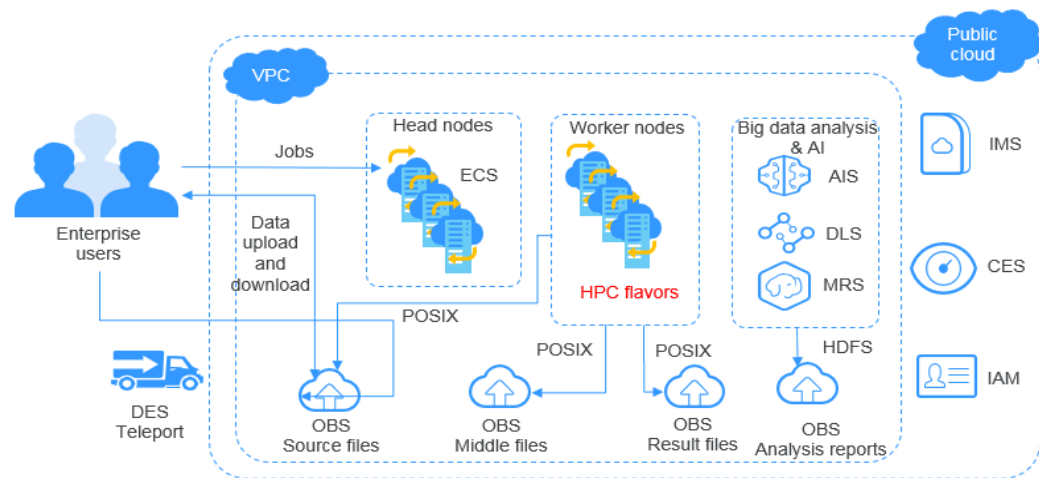 Public
cloud
VPC
Head nodes
ECS
Worker nodes
HPC flavors
Big data analysis
& AI
AIS
DLS
MRS
IMS
CES
IAM
Jobs
Enterprise
users
Data
upload
and
download
POSIX
POSIX
POSIX
HDFS
DES
Teleport
OBS
Source files
OBS
Middle files
OBS
Result files
OBS
Analysis reports